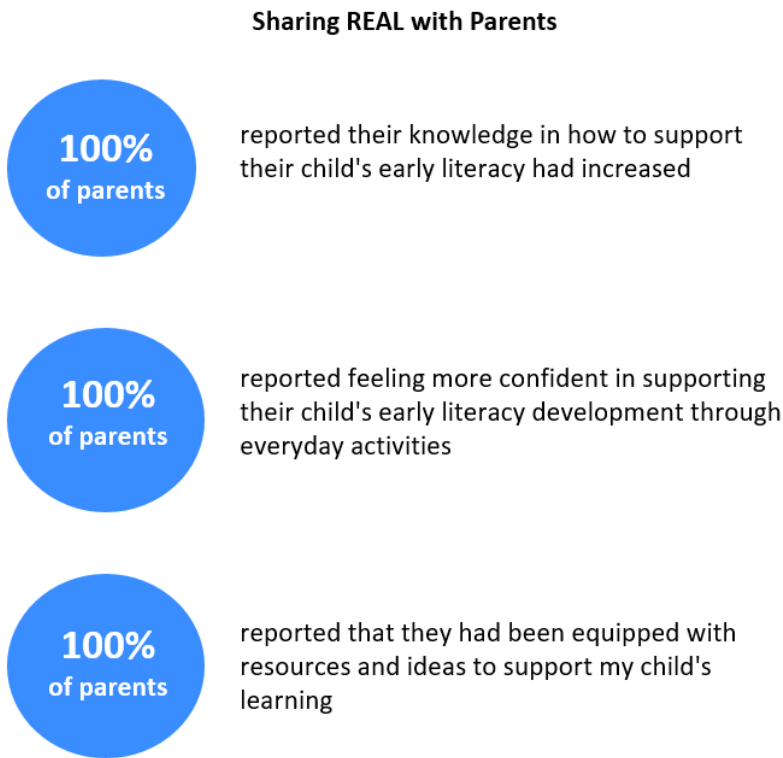 Sharing REAL with Parents
100%
of parents
reported their knowledge in how to support
their child's early literacy had increased
100%
of parents
reported feeling more confident in supporting
their child's early literacy development through
everyday activities
100%
of parents
reported that they had been equipped with
resources and ideas to support my child's
learning